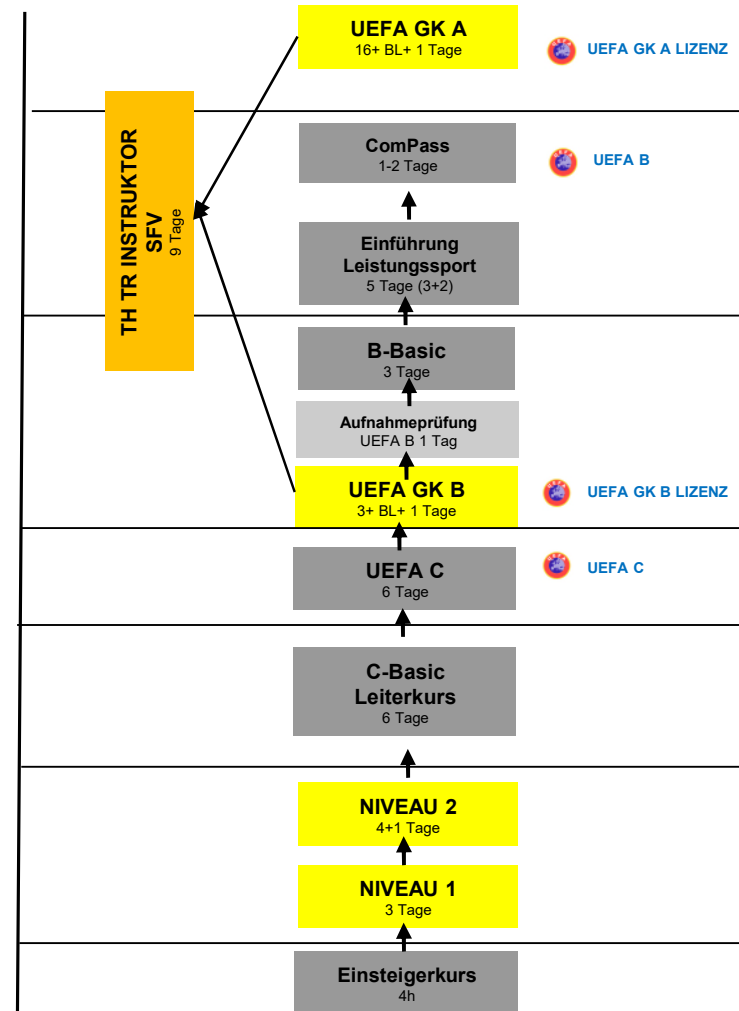 UEFA GK A
16+ BL+ 1 Tage
UEFA GK A LIZENZ
TH TR INSTRUKTOR
SFV
9 Tage
ComPass
1-2 Tage
UEFA B
Einführung
Leistungssport
5 Tage (3+2)
B-Basic
3 Tage
Aufnahmeprüfung
UEFA B 1 Tag
UEFA GK B
3+ BL+ 1 Tage
UEFA GK B LIZENZ
UEFA C
6 Tage
UEFA C
C-Basic
Leiterkurs
6 Tage
NIVEAU 2
4+1 Tage
NIVEAU 1
3 Tage
Einsteigerkurs
4h